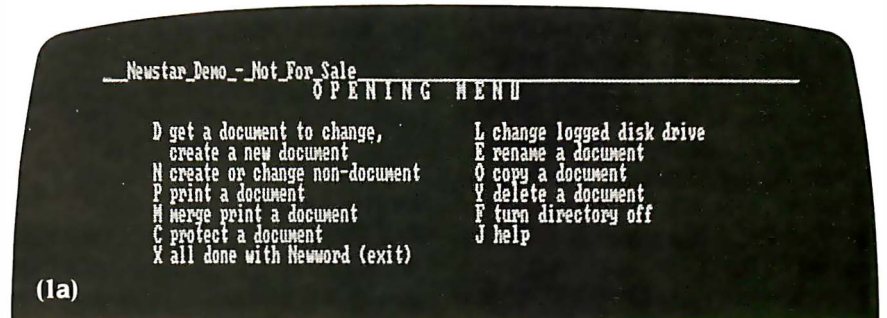 __Newstar_Demo_-_Not_For_Sale
OPENING MENU
D get a document to change,
create a new document
N create or change non-document
P print a document
M merge print a document
C protect a document
X all done with Newword (exit)
L change logged disk drive
E rename a document
O copy a document
Y delete a document
F turn directory off
J help
(1a)